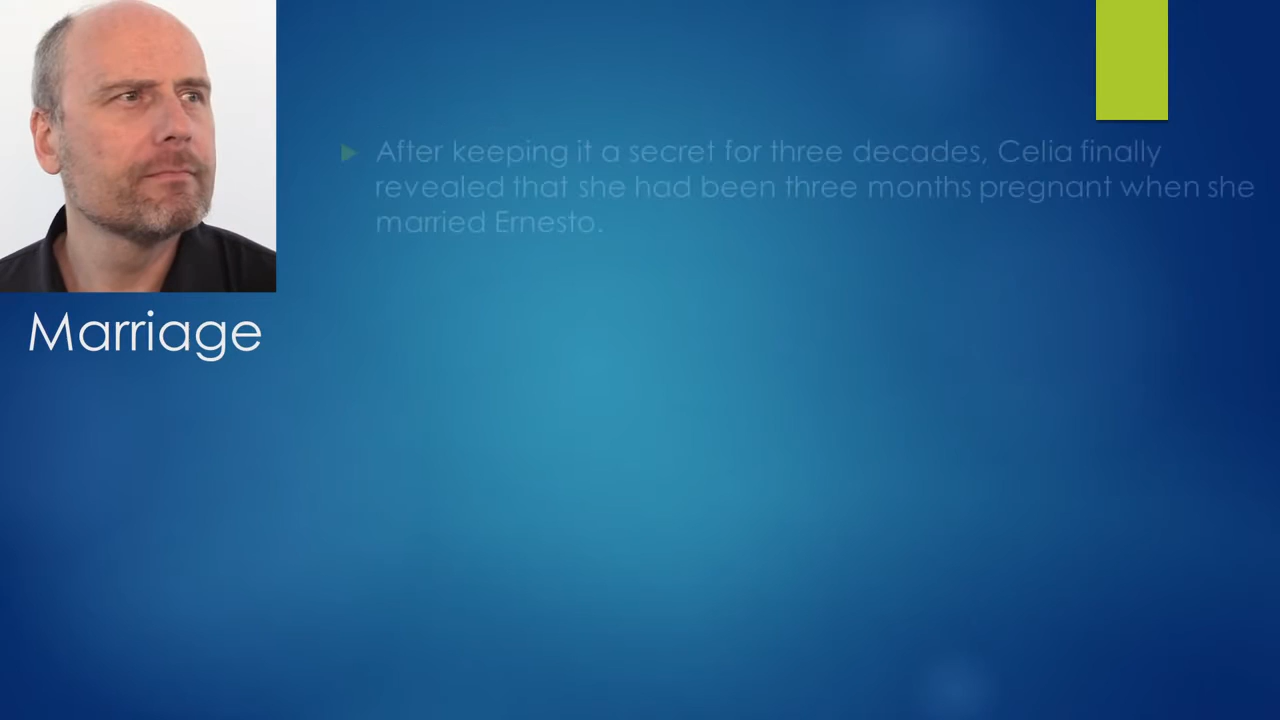 After keeping it a secret for three decades, Celia finally
revealed that she had been three months pregnant when she
married Ernesto.
Marriage